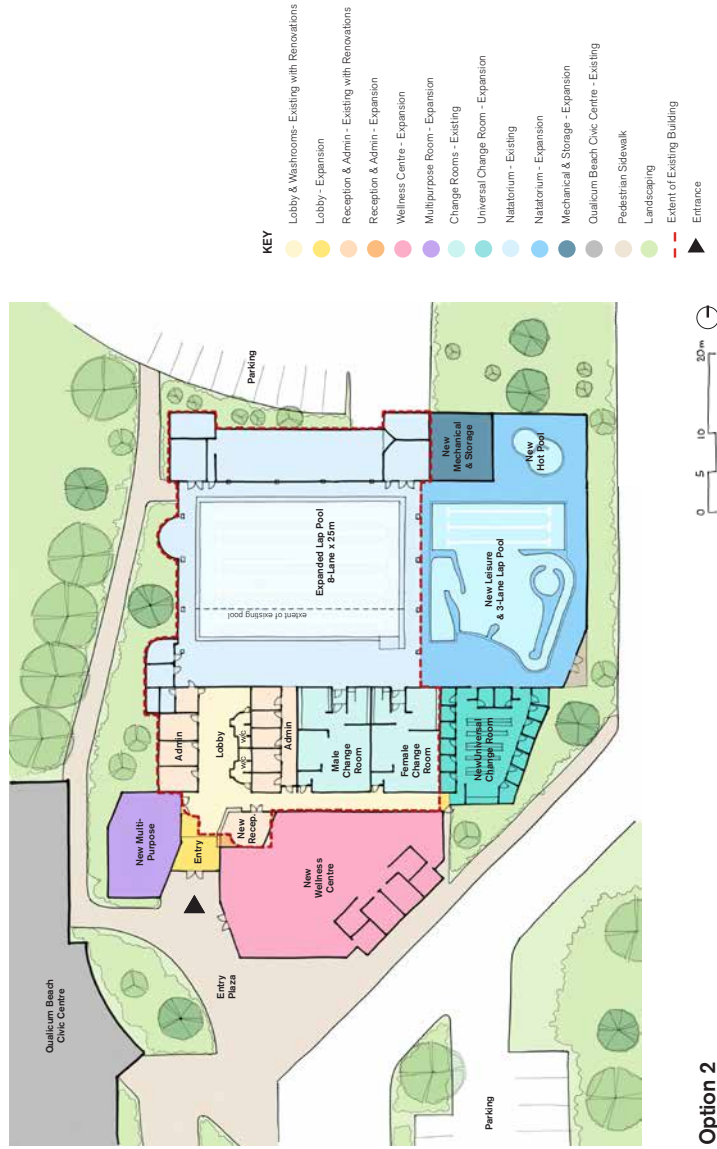 Qualicum Beach
Civic Centre
Entry
Plaza
Parking
New Multi-
Purpose
Entry
New
Recep.
New
Wellness
Centre
Admin
Lobby
W/C
W/C
Admin
Male
Change
Room
Female
Change
Room
NewUniversal
Change Room
extent of existing pool
Expanded Lap Pool
8-Lane x 25m
New Leisure
& 3-Lane Lap Pool
New
Mechanical
& Storage
New
Hot Pool
Parking
KEY
Lobby & Washrooms- Existing with Renovations
Lobby - Expansion
Reception & Admin - Existing with Renovations
Reception & Admin - Expansion
Wellness Centre - Expansion
Multipurpose Room - Expansion
Change Rooms - Existing
Universal Change Room - Expansion
Natatorium - Existing
Natatorium - Expansion
Mechanical & Storage - Expansion
Qualicum Beach Civic Centre - Existing
Pedestrian Sidewalk
Landscaping
Extent of Existing Building
Entrance
Option 2
0 5 10 20m